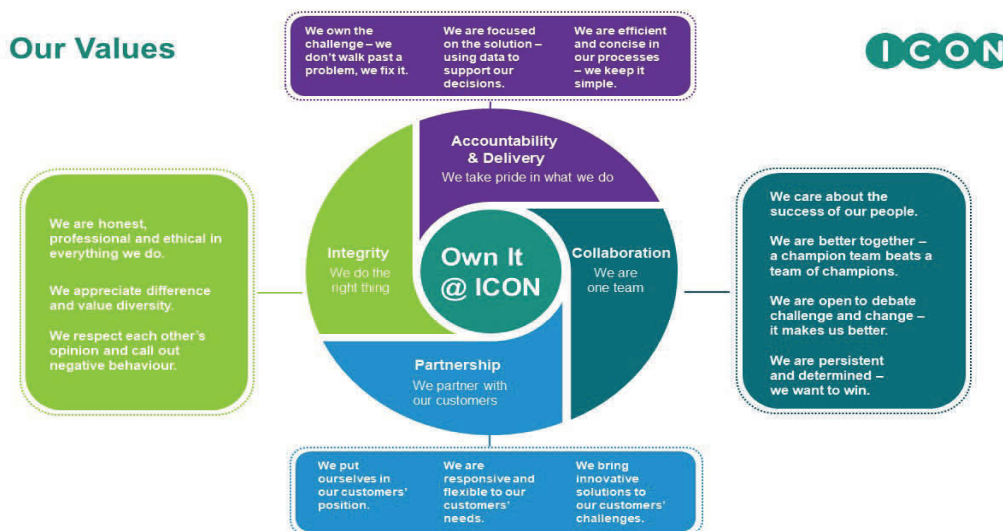 Our Values
ICON
We own the
challenge – we
don't walk past a
problem, we fix it.
We are focused
on the solution –
using data to
support our
decisions.
We are efficient
and concise in
our processes
– we keep it
simple.
Accountability
& Delivery
We take pride in what we do
We are honest,
professional and ethical in
everything we do.
We appreciate difference
and value diversity.
We respect each other's
opinion and call out
negative behaviour.
Integrity
We do the
right thing
Own It
@ ICON
Collaboration
We are
one team
We care about the
success of our people.
We are better together –
a champion team beats a
team of champions.
We are open to debate
challenge and change –
it makes us better.
We are persistent
and determined –
we want to win.
Partnership
We partner with
our customers
We put
ourselves in
our customers'
position.
We are
responsive and
flexible to our
customers'
needs.
We bring
innovative
solutions to
our customers'
challenges.